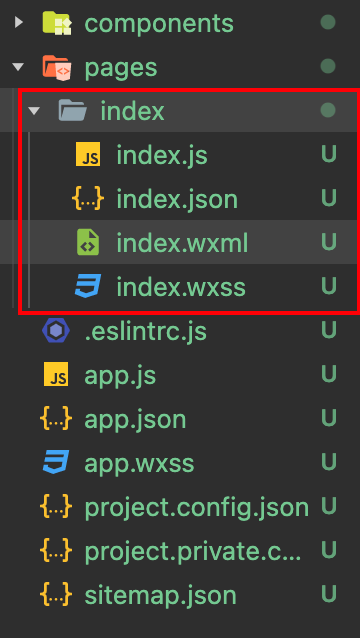 components
pages
index
JS index.js U
{..} index.json U
<> index.wxml U
index.wxss U
.eslintrc.js U
JS app.js U
{..} app.json U
app.wxss U
{..} project.config.json U
{..} project.private.c... U
{..} sitemap.json U